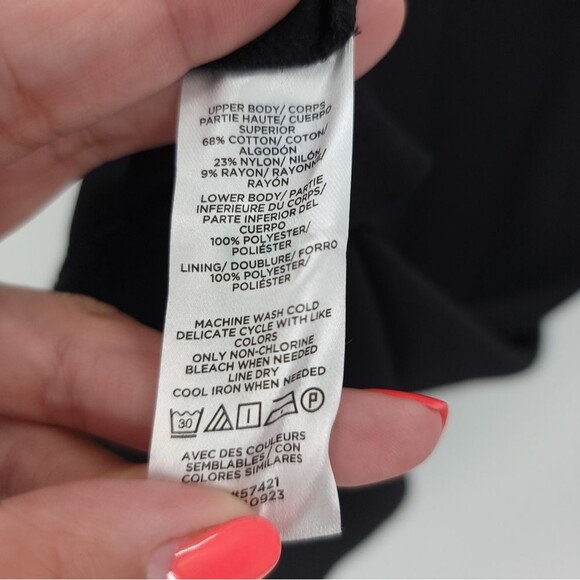 UPPER BODY/ CORPS
PARTIE HAUTE/ CUERPO
SUPERIOR
68% COTTON/ COTON/
ALGODÓN
23% NYLON/ NILÓN
9% RAYON/ RAYONNE/
RAYÓN
LOWER BODY/ PARTIE
INFERIEURE DU CORPS/
PARTE INFERIOR DEL
CUERPO
100% POLYESTER/
POLIÉSTER
LINING/ DOUBLURE/ FORRO
100% POLYESTER/
POLIÉSTER
MACHINE WASH COLD
DELICATE CYCLE WITH LIKE
COLORS
ONLY NON-CHLORINE
BLEACH WHEN NEEDED
LINE DRY
COOL IRON WHEN NEEDED
30 P
AVEC DES COULEURS
SEMBLABLES/ CON
COLORES SIMILARES
#57421
0923